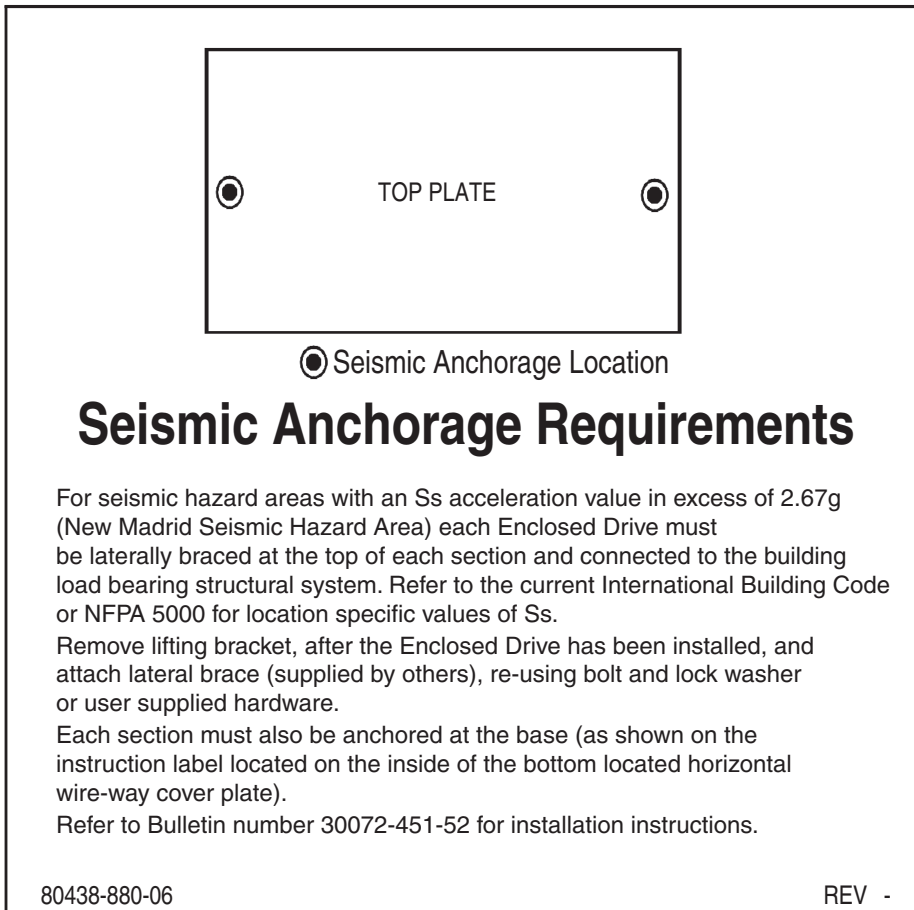 TOP PLATE
Seismic Anchorage Location
Seismic Anchorage Requirements
For seismic hazard areas with an Ss acceleration value in excess of 2.67g
(New Madrid Seismic Hazard Area) each Enclosed Drive must
be laterally braced at the top of each section and connected to the building
load bearing structural system. Refer to the current International Building Code
or NFPA 5000 for location specific values of Ss.
Remove lifting bracket, after the Enclosed Drive has been installed, and
attach lateral brace (supplied by others), re-using bolt and lock washer
or user supplied hardware.
Each section must also be anchored at the base (as shown on the
instruction label located on the inside of the bottom located horizontal
wire-way cover plate).
Refer to Bulletin number 30072-451-52 for installation instructions.
80438-880-06 REV -